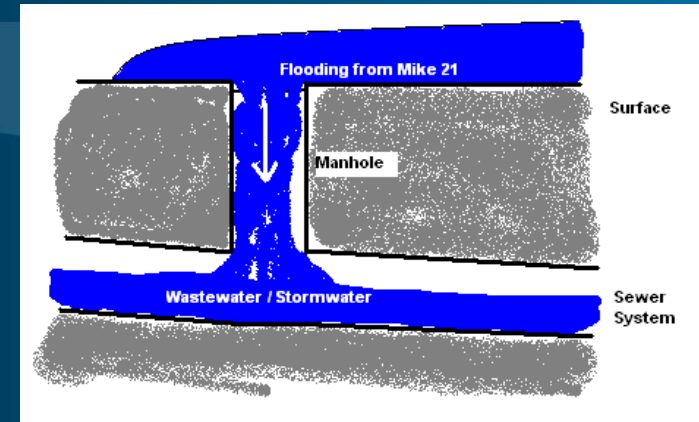 Flooding from Mike 21
Surface
Manhole
Wastewater / Stormwater
Sewer
System